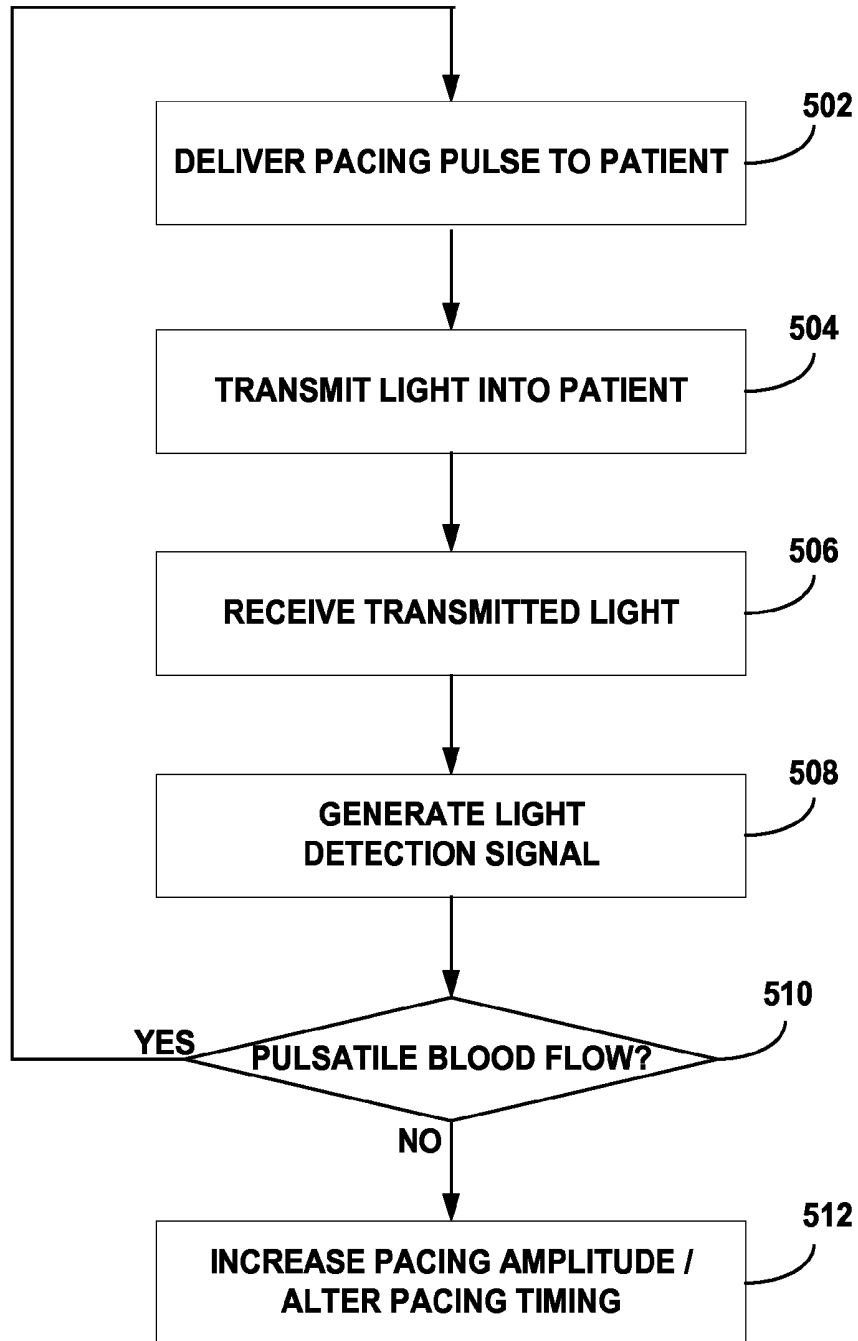 502
DELIVER PACING PULSE TO PATIENT
504
TRANSMIT LIGHT INTO PATIENT
506
RECEIVE TRANSMITTED LIGHT
508
GENERATE LIGHT
DETECTION SIGNAL
510
YES
PULSATILE BLOOD FLOW?
NO
512
INCREASE PACING AMPLITUDE /
ALTER PACING TIMING